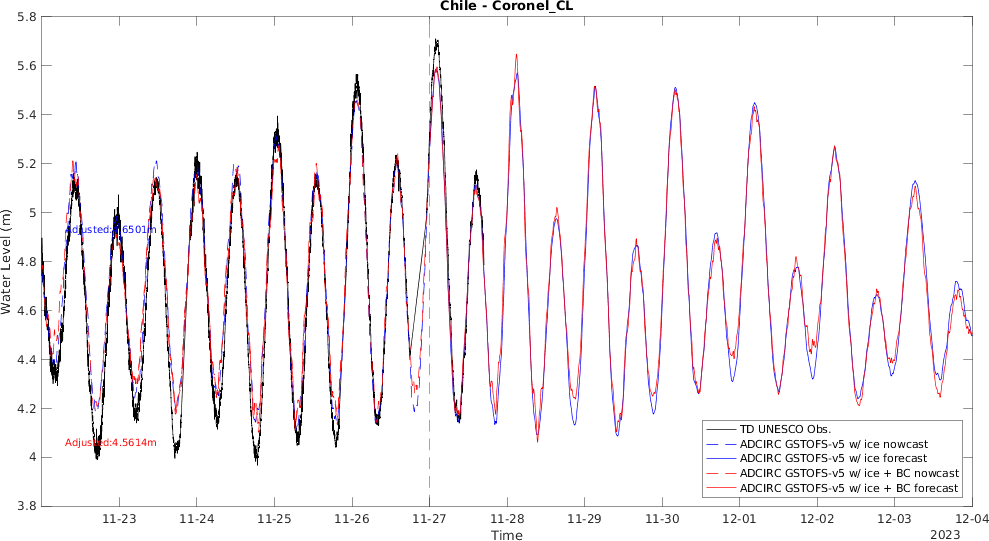 Chile - Coronel_CL
5.8
5.6
5.4
5.2
5
4.8
4.6
4.4
4.2
4
3.8
Water Level (m)
Adjusted:4.6501m
Adjusted:4.5614m
TD UNESCO Obs.
ADCIRC GSTOFS-v5 w/ ice nowcast
ADCIRC GSTOFS-v5 w/ ice forecast
ADCIRC GSTOFS-v5 w/ ice + BC nowcast
ADCIRC GSTOFS-v5 w/ ice + BC forecast
11-23 11-24 11-25 11-26 11-27 11-28 11-29 11-30 12-01 12-02 12-03 12-04
Time
2023